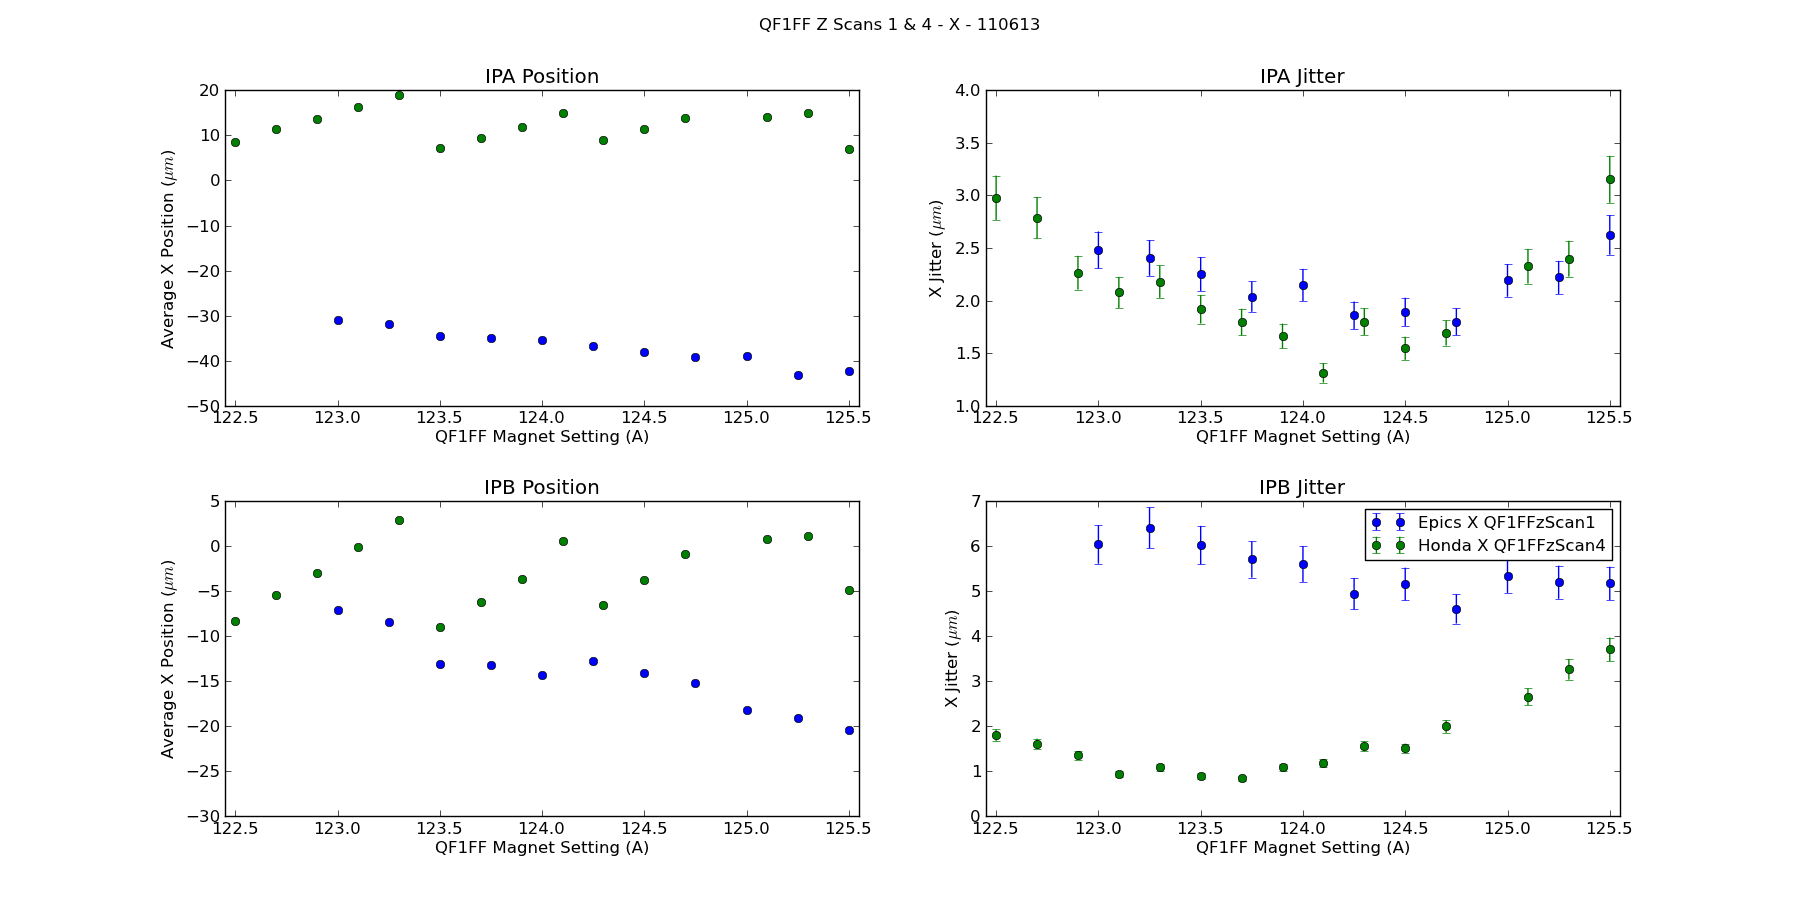 QF1FF Z Scans 1 & 4 - X - 110613
IPA Position
20
10
0
−10
−20
−30
−40
−50
Average X Position (μm)
122.5 123.0 123.5 124.0 124.5 125.0 125.5
QF1FF Magnet Setting (A)
IPA Jitter
4.0
3.5
3.0
2.5
2.0
1.5
1.0
X Jitter (μm)
122.5 123.0 123.5 124.0 124.5 125.0 125.5
QF1FF Magnet Setting (A)
IPB Position
5
0
−5
−10
−15
−20
−25
−30
Average X Position (μm)
122.5 123.0 123.5 124.0 124.5 125.0 125.5
QF1FF Magnet Setting (A)
IPB Jitter
7
6
5
4
3
2
1
0
X Jitter (μm)
Epics X QF1FFzScan1
Honda X QF1FFzScan4
122.5 123.0 123.5 124.0 124.5 125.0 125.5
QF1FF Magnet Setting (A)